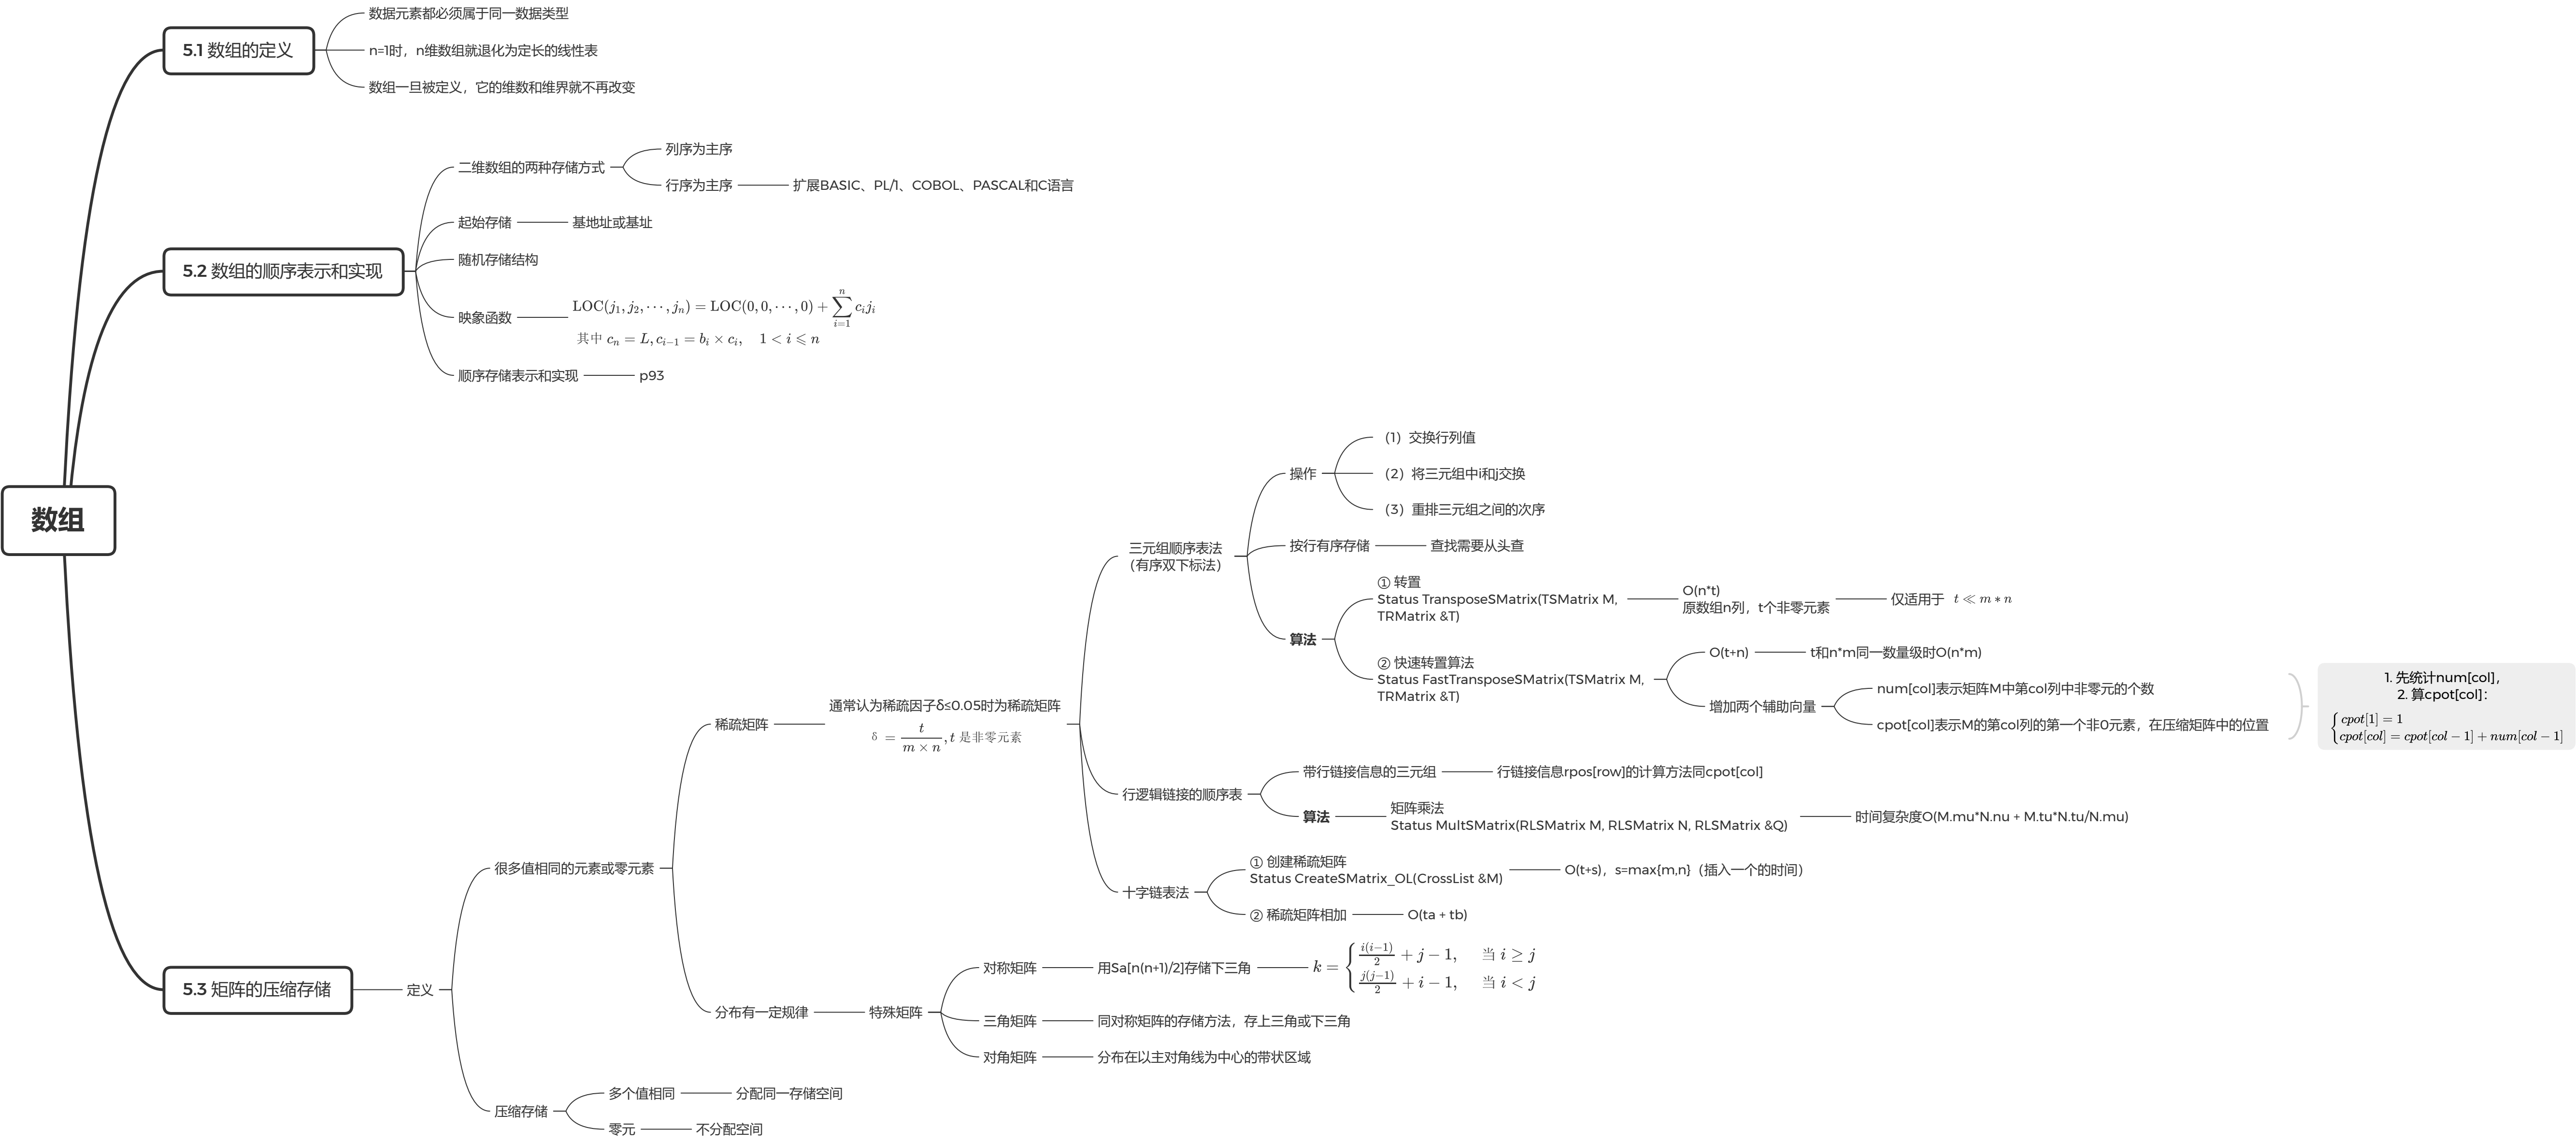 数组
5.1 数组的定义
数据元素都必须属于同一数据类型
n=1时，n维数组就退化为定长的线性表
数组一旦被定义，它的维数和维界就不再改变
5.2 数组的顺序表示和实现
二维数组的两种存储方式
列序为主序
行序为主序
扩展BASIC、PL/1、COBOL、PASCAL和C语言
起始存储
基地址或基址
随机存储结构
映象函数
LOC(j₁, j₂, ⋯, jₙ) = LOC(0, 0, ⋯, 0) + ∑ⁿᵢ₌₁ cᵢjᵢ
其中 cₙ = L, cᵢ₋₁ = bᵢ × cᵢ, 1 < i ⩽ n
顺序存储表示和实现
p93
5.3 矩阵的压缩存储
定义
很多值相同的元素或零元素
稀疏矩阵
通常认为稀疏因子δ≤0.05时为稀疏矩阵
δ = t/(m × n), t 是非零元素
三元组顺序表法
（有序双下标法）
操作
（1）交换行列值
（2）将三元组中i和j交换
（3）重排三元组之间的次序
按行有序存储
查找需要从头查
算法
① 转置
Status TransposeSMatrix(TSMatrix M,
TRMatrix &T)
O(n*t)
原数组n列，t个非零元素
仅适用于 t ≪ m ∗ n
② 快速转置算法
Status FastTransposeSMatrix(TSMatrix M,
TRMatrix &T)
O(t+n)
t和n*m同一数量级时O(n*m)
增加两个辅助向量
num[col]表示矩阵M中第col列中非零元的个数
cpot[col]表示M的第col列的第一个非0元素，在压缩矩阵中的位置
1. 先统计num[col]，
2. 算cpot[col]：
cpot[1] = 1
cpot[col] = cpot[col − 1] + num[col − 1]
行逻辑链接的顺序表
带行链接信息的三元组
行链接信息rpos[row]的计算方法同cpot[col]
算法
矩阵乘法
Status MultSMatrix(RLSMatrix M, RLSMatrix N, RLSMatrix &Q)
时间复杂度O(M.mu*N.nu + M.tu*N.tu/N.mu)
十字链表法
① 创建稀疏矩阵
Status CreateSMatrix_OL(CrossList &M)
O(t+s)，s=max{m,n}（插入一个的时间）
② 稀疏矩阵相加
O(ta + tb)
分布有一定规律
特殊矩阵
对称矩阵
用Sa[n(n+1)/2]存储下三角
k = { i(i−1)/2 + j − 1, 当 i ≥ j
j(j−1)/2 + i − 1, 当 i < j
三角矩阵
同对称矩阵的存储方法，存上三角或下三角
对角矩阵
分布在以主对角线为中心的带状区域
压缩存储
多个值相同
分配同一存储空间
零元
不分配空间